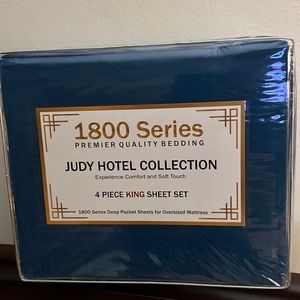 1800 Series
PREMIER QUALITY BEDDING
JUDY HOTEL COLLECTION
Experience Comfort and Soft Touch
4 PIECE KING SHEET SET
1800 Series Deep Pocket Sheets for Oversized Mattress